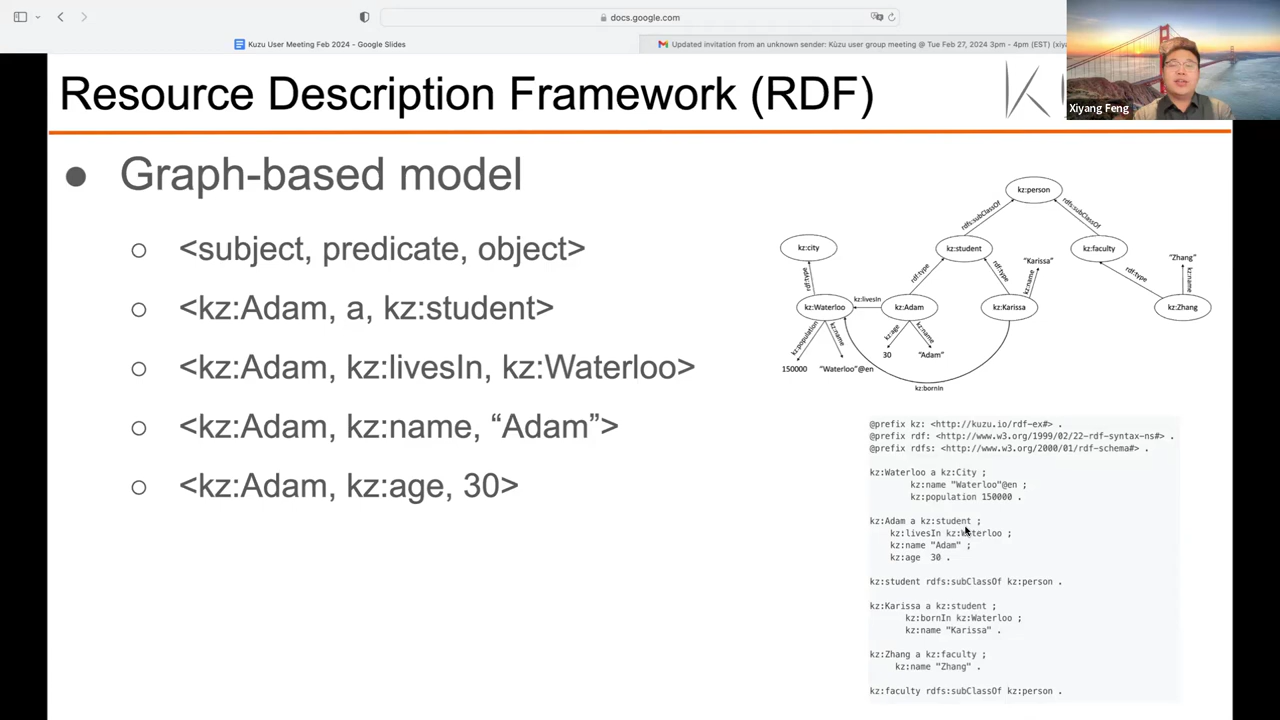 docs.google.com
Kuzu User Meeting Feb 2024 - Google Slides
Updated invitation from an unknown sender: Kùzu user group meeting @ Tue Feb 27, 2024 3pm - 4pm (EST) (xiya
Xiyang Feng
Resource Description Framework (RDF)
Graph-based model
<subject, predicate, object>
<kz:Adam, a, kz:student>
<kz:Adam, kz:livesIn, kz:Waterloo>
<kz:Adam, kz:name, “Adam”>
<kz:Adam, kz:age, 30>
kz:person
rdfs:subClassOf
rdfs:subClassOf
kz:city
kz:student
kz:faculty
"Karissa"
"Zhang"
rdf:type
rdf:type
rdf:type
kz:name
rdf:type
kz:name
kz:Waterloo
kz:livesIn
kz:Adam
kz:Karissa
kz:Zhang
kz:population
kz:name
kz:age
kz:name
30
"Adam"
150000
"Waterloo"@en
kz:bornIn
@prefix kz: <http://kuzu.io/rdf-ex#> .
@prefix rdf: <http://www.w3.org/1999/02/22-rdf-syntax-ns#> .
@prefix rdfs: <http://www.w3.org/2000/01/rdf-schema#> .
kz:Waterloo a kz:City ;
kz:name "Waterloo"@en ;
kz:population 150000 .
kz:Adam a kz:student ;
kz:livesIn kz:Waterloo ;
kz:name "Adam" ;
kz:age 30 .
kz:student rdfs:subClassOf kz:person .
kz:Karissa a kz:student ;
kz:bornIn kz:Waterloo ;
kz:name "Karissa" .
kz:Zhang a kz:faculty ;
kz:name "Zhang" .
kz:faculty rdfs:subClassOf kz:person .